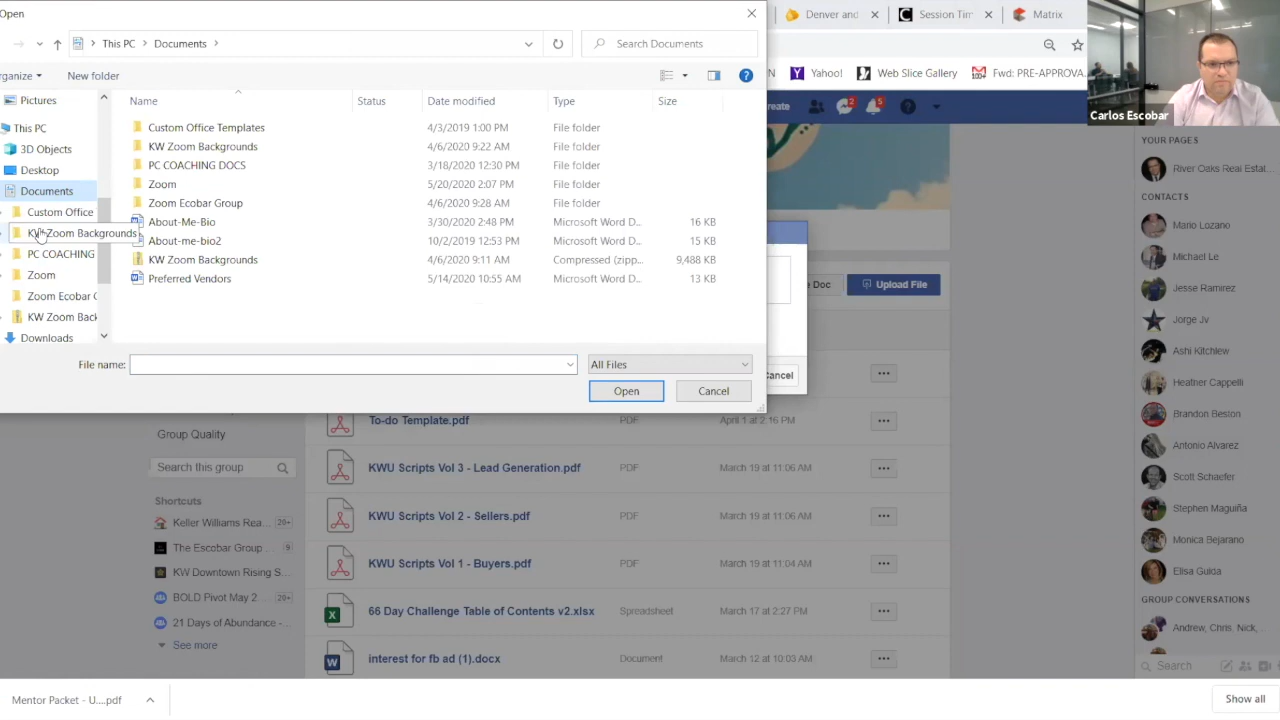 Open
This PC > Documents >
Search Documents
rganize
New folder
Name
Status
Date modified
Type
Size
Pictures
This PC
3D Objects
Desktop
Documents
Custom Office
KW Zoom Backgrounds
PC COACHING
Zoom
Zoom Ecobar G
KW Zoom Back
Downloads
Custom Office Templates 4/3/2019 1:00 PM File folder
KW Zoom Backgrounds 4/6/2020 9:22 AM File folder
PC COACHING DOCS 3/18/2020 12:30 PM File folder
Zoom 5/20/2020 2:07 PM File folder
Zoom Ecobar Group 4/6/2020 9:28 AM File folder
About-Me-Bio 3/30/2020 2:48 PM Microsoft Word D... 16 KB
About-me-bio2 10/2/2019 12:53 PM Microsoft Word D... 15 KB
KW Zoom Backgrounds 4/6/2020 9:11 AM Compressed (zipp... 9,488 KB
Preferred Vendors 5/14/2020 10:55 AM Microsoft Word D... 13 KB
File name:
All Files
Open
Cancel
Denver and
Session Tim
Matrix
N
Yahoo!
Web Slice Gallery
Fwd: PRE-APPROVA...
reate
2
5
Carlos Escobar
Doc
Upload File
ancel
Group Quality
Search this group
Shortcuts
Keller Williams Rea... 20+
The Escobar Group ... 9
KW Downtown Rising S...
BOLD Pivot May 2... 20+
21 Days of Abundance -...
See more
To-do Template.pdf PDF April 1 at 2:16 PM
KWU Scripts Vol 3 - Lead Generation.pdf PDF March 19 at 11:06 AM
KWU Scripts Vol 2 - Sellers.pdf PDF March 19 at 11:06 AM
KWU Scripts Vol 1 - Buyers.pdf PDF March 19 at 11:04 AM
66 Day Challenge Table of Contents v2.xlsx Spreadsheet March 17 at 2:27 PM
interest for fb ad (1).docx Document March 12 at 10:03 AM
YOUR PAGES
River Oaks Real Estat...
CONTACTS
Mario Lozano
Michael Le
Jesse Ramirez
Jorge Jv
Ashi Kitchlew
Heather Cappelli
Brandon Beston
Antonio Alvarez
Scott Schaefer
Stephen Maguiña
Monica Bejarano
Elisa Gulda
GROUP CONVERSATIONS
Andrew, Chris, Nick, ...
Search
Mentor Packet - U....pdf
Show all